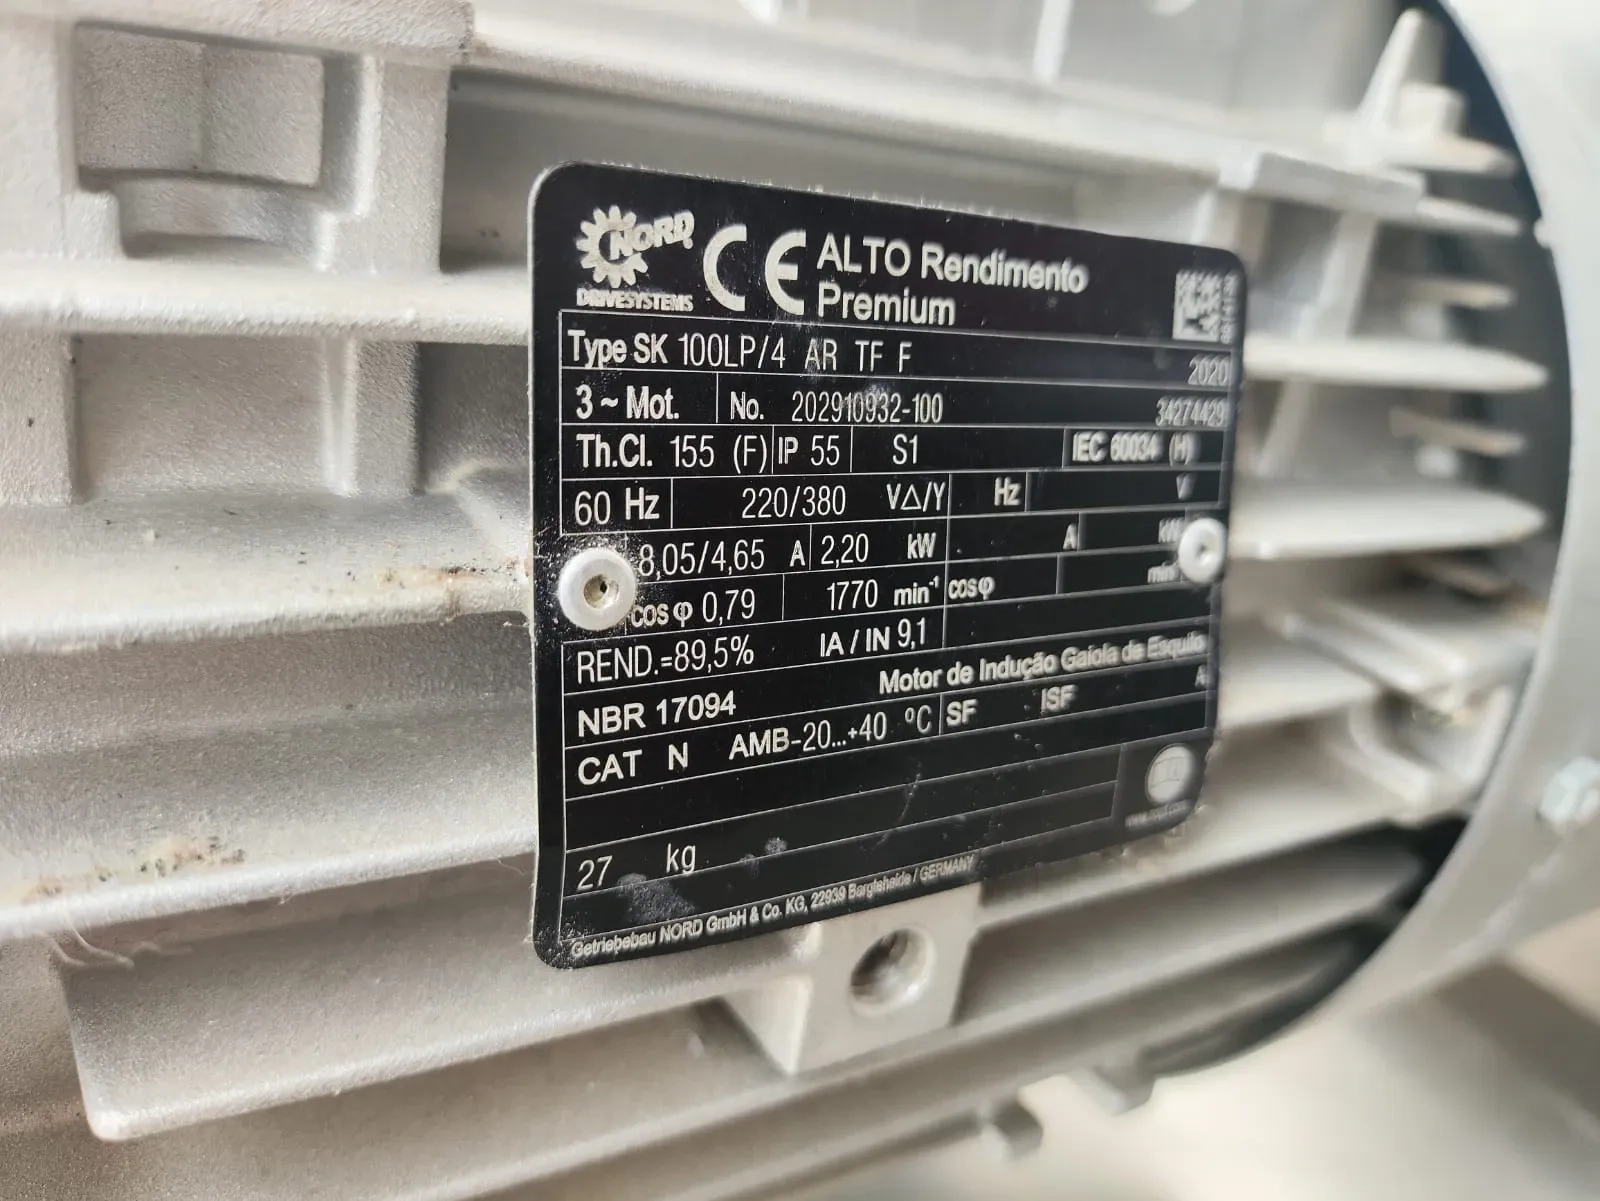 NORD
DRIVESYSTEMS
CE
ALTO Rendimento
Premium
Type SK 100LP/4 AR TF F 2020
3 ~ Mot. No. 202910932-100 34274429
Th.Cl. 155 (F) IP 55 S1 IEC 60034 (H)
60 Hz 220/380 V△/Y Hz V
8,05/4,65 A 2,20 kW A kW
cos φ 0,79 1770 min⁻¹ cos φ min⁻¹
REND.=89,5% IA / IN 9,1
NBR 17094 Motor de Indução Gaiola de Esquilo
CAT N AMB-20...+40 ºC SF ISF A
27 kg
Getriebebau NORD GmbH & Co. KG, 22939 Bargteheide / GERMANY